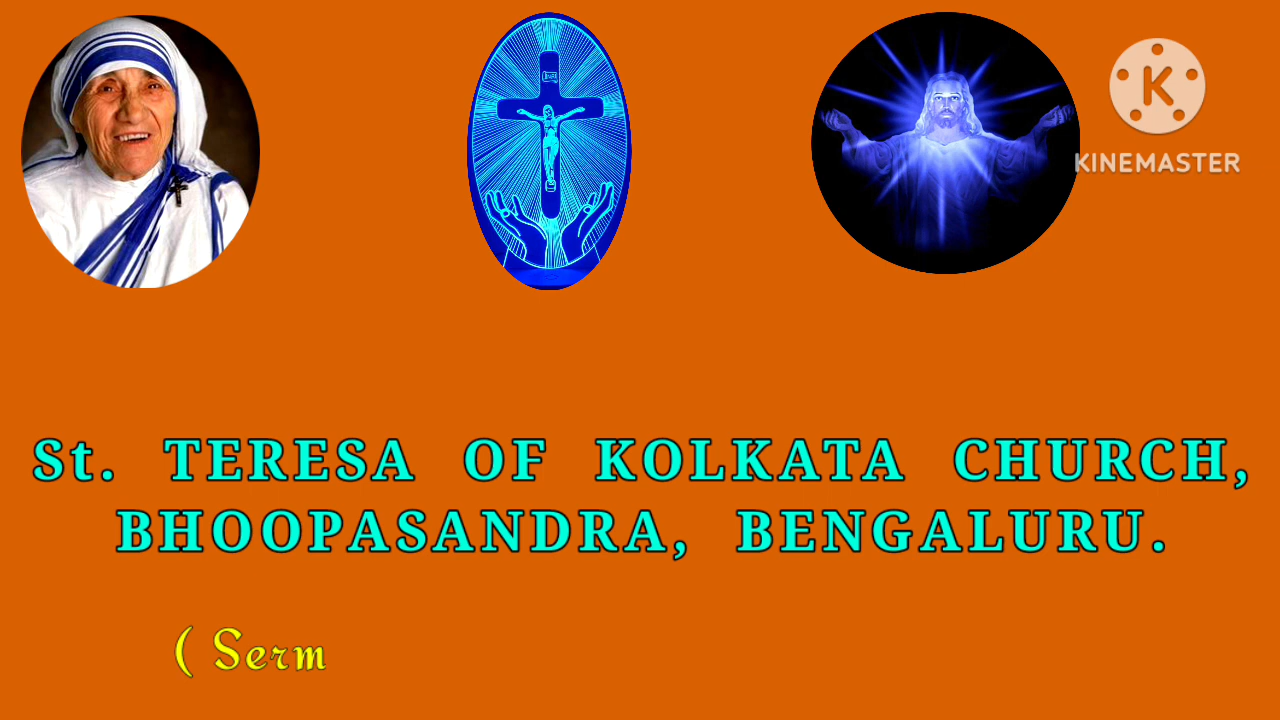 KINEMASTER
St. TERESA OF KOLKATA CHURCH,
BHOOPASANDRA, BENGALURU.
( Serm